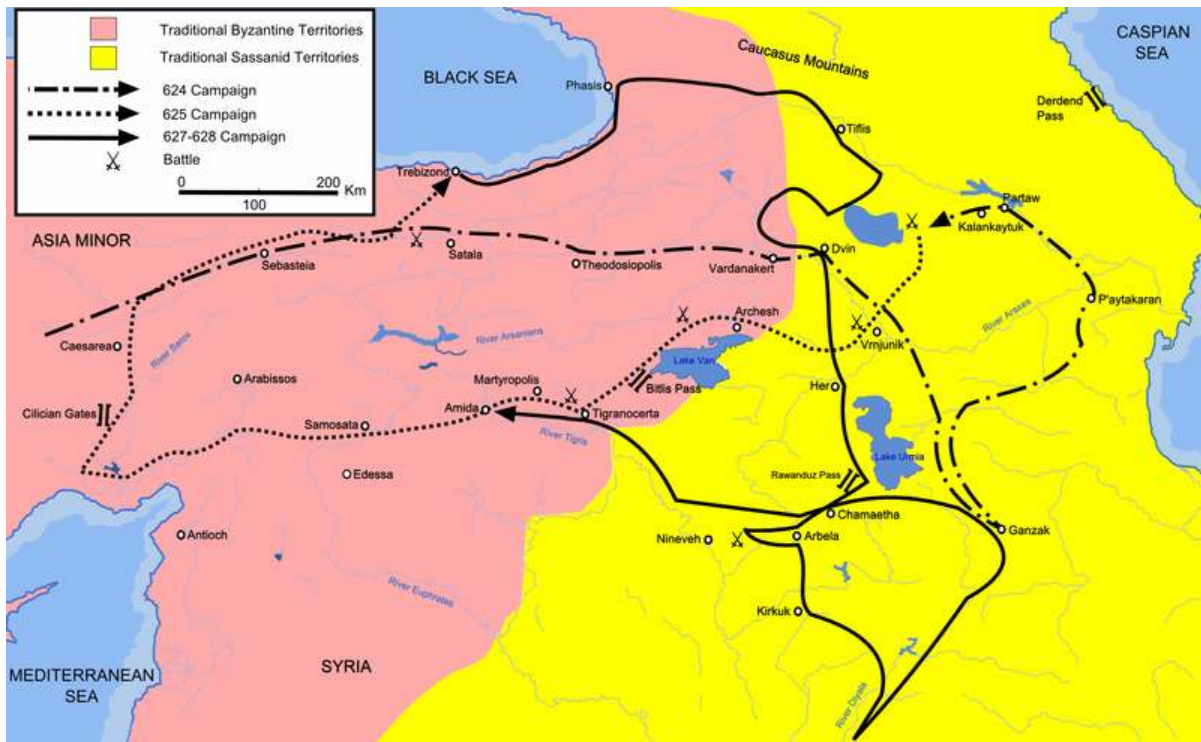 Traditional Byzantine Territories
Traditional Sassanid Territories
624 Campaign
625 Campaign
627-628 Campaign
Battle
0 200
Km
100
BLACK SEA
CASPIAN
SEA
Caucasus Mountains
Phasis
Derdend
Pass
Tiflis
Trebizond
Partaw
Kalankaytuk
ASIA MINOR
Sebasteia
Satala
Theodosiopolis
Vardanakert
Dvin
P'aytakaran
River Araxes
Archesh
Vrnjunik
Caesarea
River Saros
River Arsanians
Lake Van
Bitlis Pass
Arabissos
Martyropolis
Her
Cilician Gates
Amida
Tigranocerta
Samosata
River Tigris
Lake Urmia
Edessa
Rawanduz Pass
Chamaetha
Ganzak
Antioch
Nineveh
Arbela
River Euphrates
Kirkuk
MEDITERRANEAN
SEA
SYRIA
River Diyala